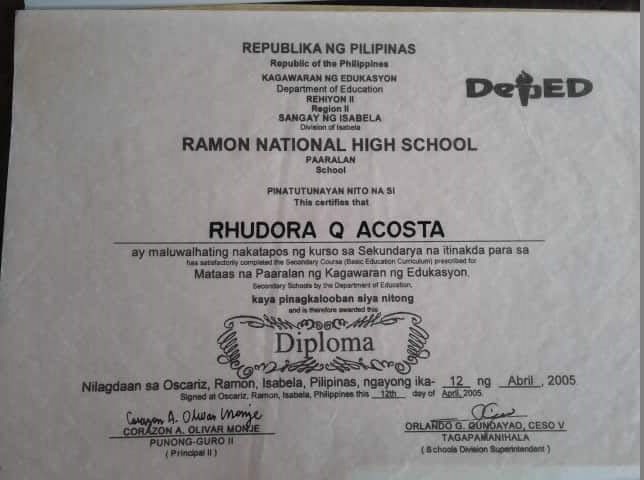 REPUBLIKA NG PILIPINAS
Republic of the Philippines
KAGAWARAN NG EDUKASYON
Department of Education
REHIYON II
Region II
SANGAY NG ISABELA
Division of Isabela
DepED
RAMON NATIONAL HIGH SCHOOL
PAARALAN
School
PINATUTUNAYAN NITO NA SI
This certifies that
RHUDORA Q ACOSTA
ay maluwalhating nakatapos ng kurso sa Sekundarya na itinakda para sa
has satisfactorily completed the Secondary Course (Basic Education Curriculum) prescribed for
Mataas na Paaralan ng Kagawaran ng Edukasyon,
Secondary Schools by the Department of Education,
kaya pinagkalooban siya nitong
and is therefore awarded this
Diploma
Nilagdaan sa Oscariz, Ramon, Isabela, Pilipinas, ngayong ika- 12 ng Abril, 2005.
Signed at Oscariz, Ramon, Isabela, Philippines this 12th day of April, 2005.
Corazon A. Olivar Monje
CORAZON A. OLIVAR MONJE
PUNONG-GURO II
( Principal II )
ORLANDO G. GUNDAYAO, CESO V
TAGAPAMANIHALA
( Schools Division Superintendent )